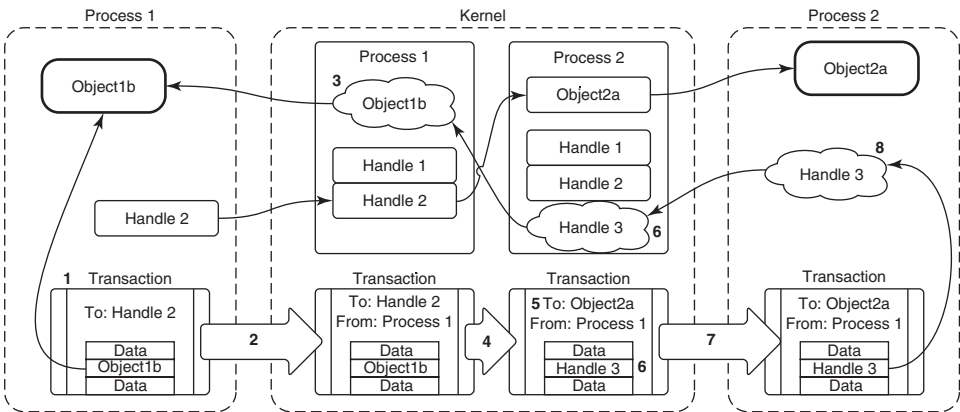 Process 1
Kernel
Process 2
Process 1
Process 2
Object1b
3
Object1b
Object2a
Object2a
Handle 1
Handle 2
Handle 1
Handle 2
Handle 2
Handle 3
6
Handle 3
8
1
Transaction
To: Handle 2
Data
Object1b
Data
2
Transaction
To: Handle 2
From: Process 1
Data
Object1b
Data
4
Transaction
5 To: Object2a
From: Process 1
Data
Handle 3
6
Data
7
Transaction
To: Object2a
From: Process 1
Data
Handle 3
Data